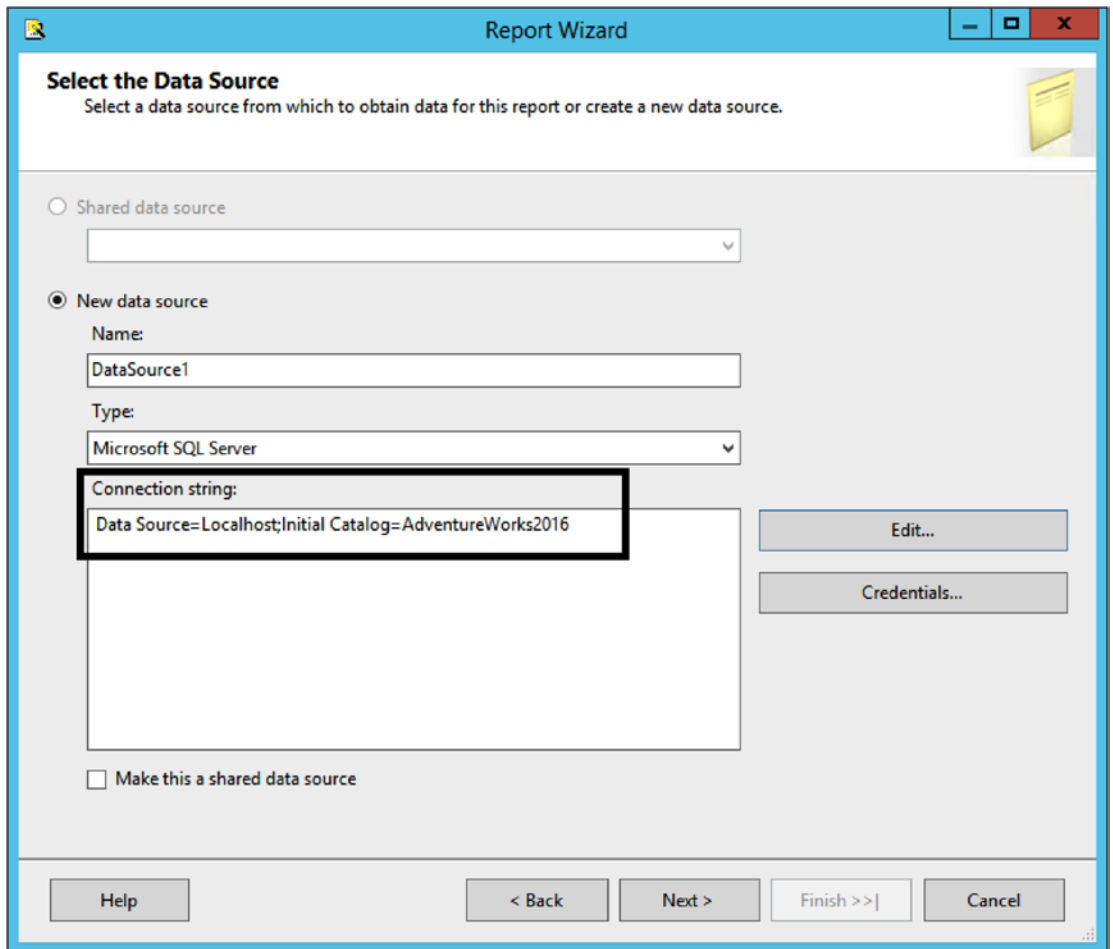 Report Wizard
Select the Data Source
Select a data source from which to obtain data for this report or create a new data source.
Shared data source
New data source
Name:
DataSource1
Type:
Microsoft SQL Server
Connection string:
Data Source=Localhost;Initial Catalog=AdventureWorks2016
Edit...
Credentials...
Make this a shared data source
Help
< Back
Next >
Finish >>|
Cancel